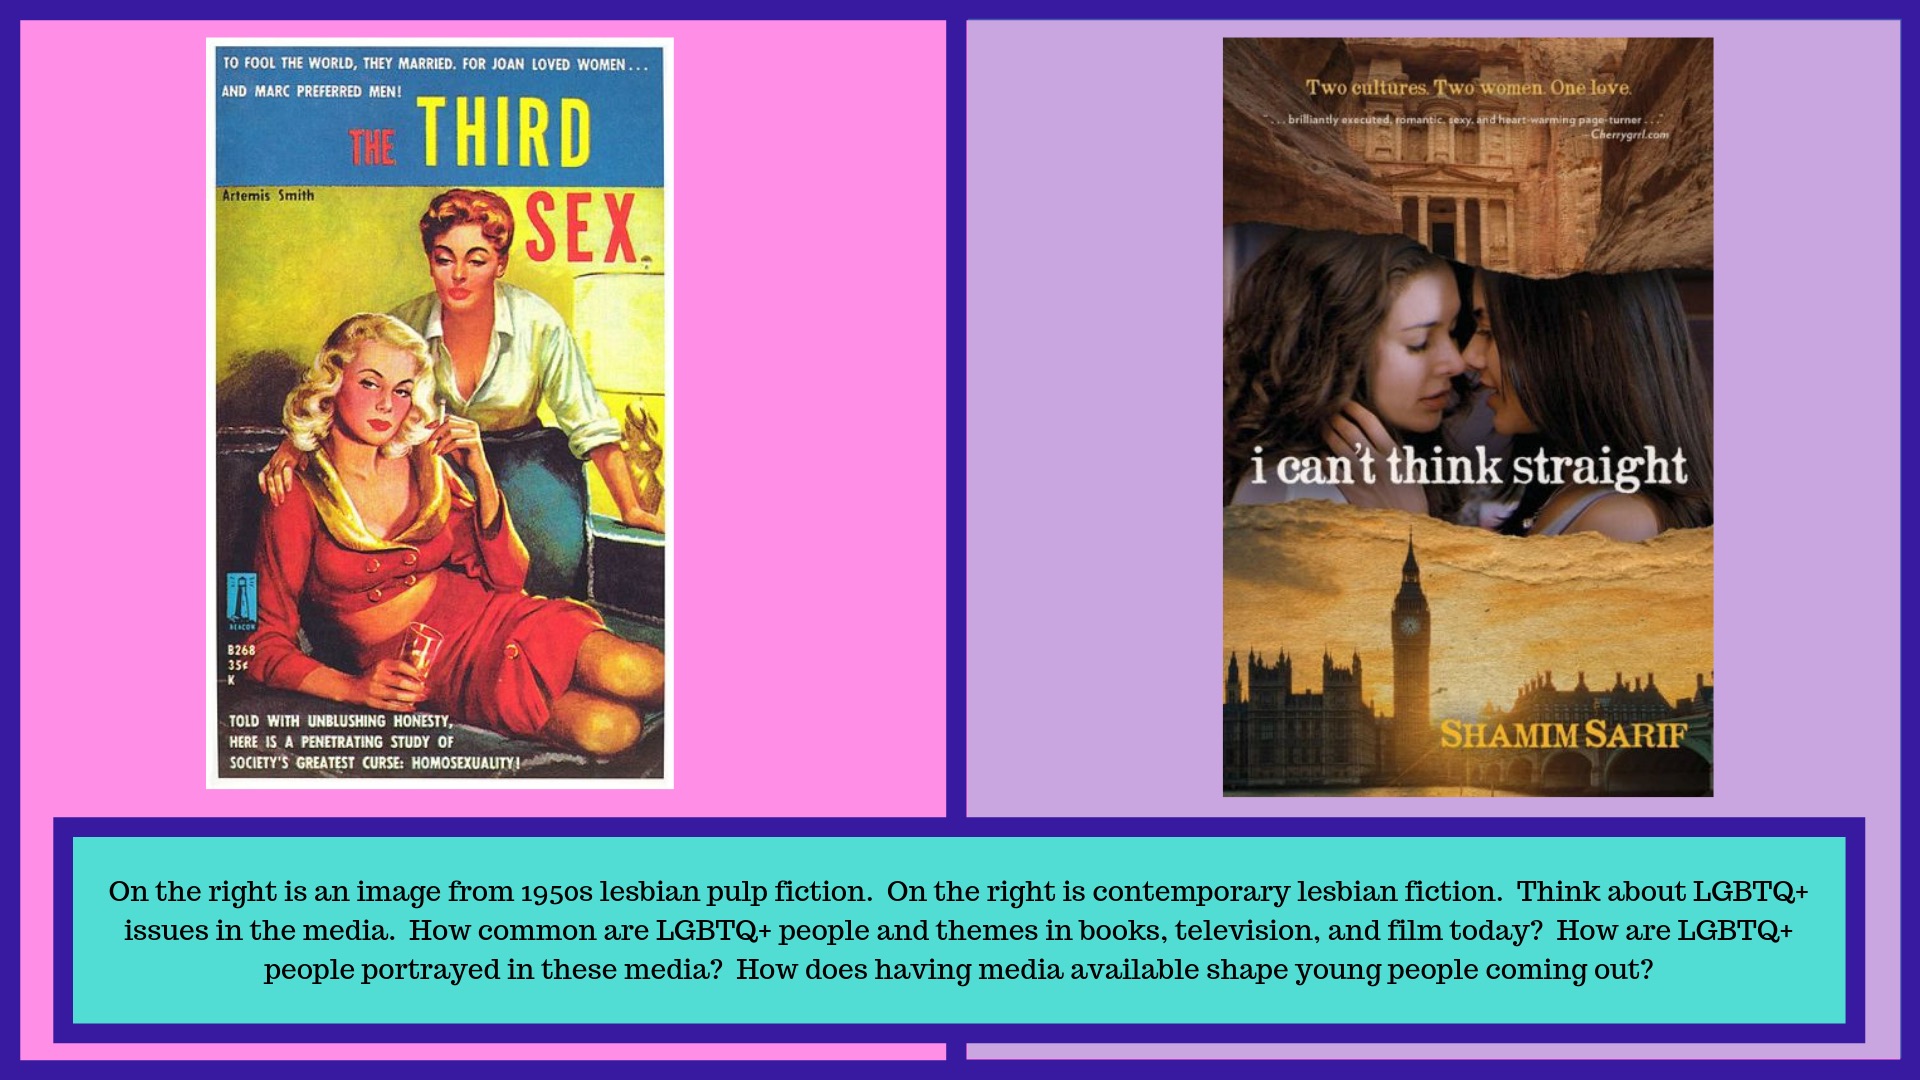 TO FOOL THE WORLD, THEY MARRIED. FOR JOAN LOVED WOMEN...
AND MARC PREFERRED MEN!
THE THIRD
SEX
Artemis Smith
BEACON
B268
35¢
K
TOLD WITH UNBLUSHING HONESTY,
HERE IS A PENETRATING STUDY OF
SOCIETY'S GREATEST CURSE: HOMOSEXUALITY!
Two cultures. Two women. One love.
"... brilliantly executed, romantic, sexy, and heart-warming page-turner ..."
—Cherrygrrl.com
i can't think straight
SHAMIM SARIF
On the right is an image from 1950s lesbian pulp fiction.  On the right is contemporary lesbian fiction.  Think about LGBTQ+
issues in the media.  How common are LGBTQ+ people and themes in books, television, and film today?  How are LGBTQ+
people portrayed in these media?  How does having media available shape young people coming out?